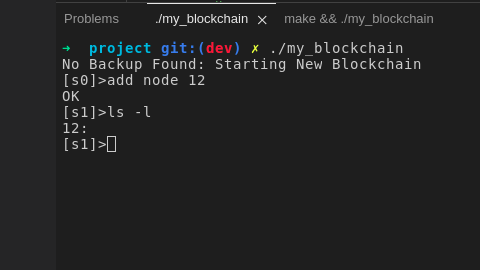 Problems ./my_blockchain × make && ./my_blockchain
➜ project git:(dev) ✗ ./my_blockchain
No Backup Found: Starting New Blockchain
[s0]>add node 12
OK
[s1]>ls -l
12:
[s1]>